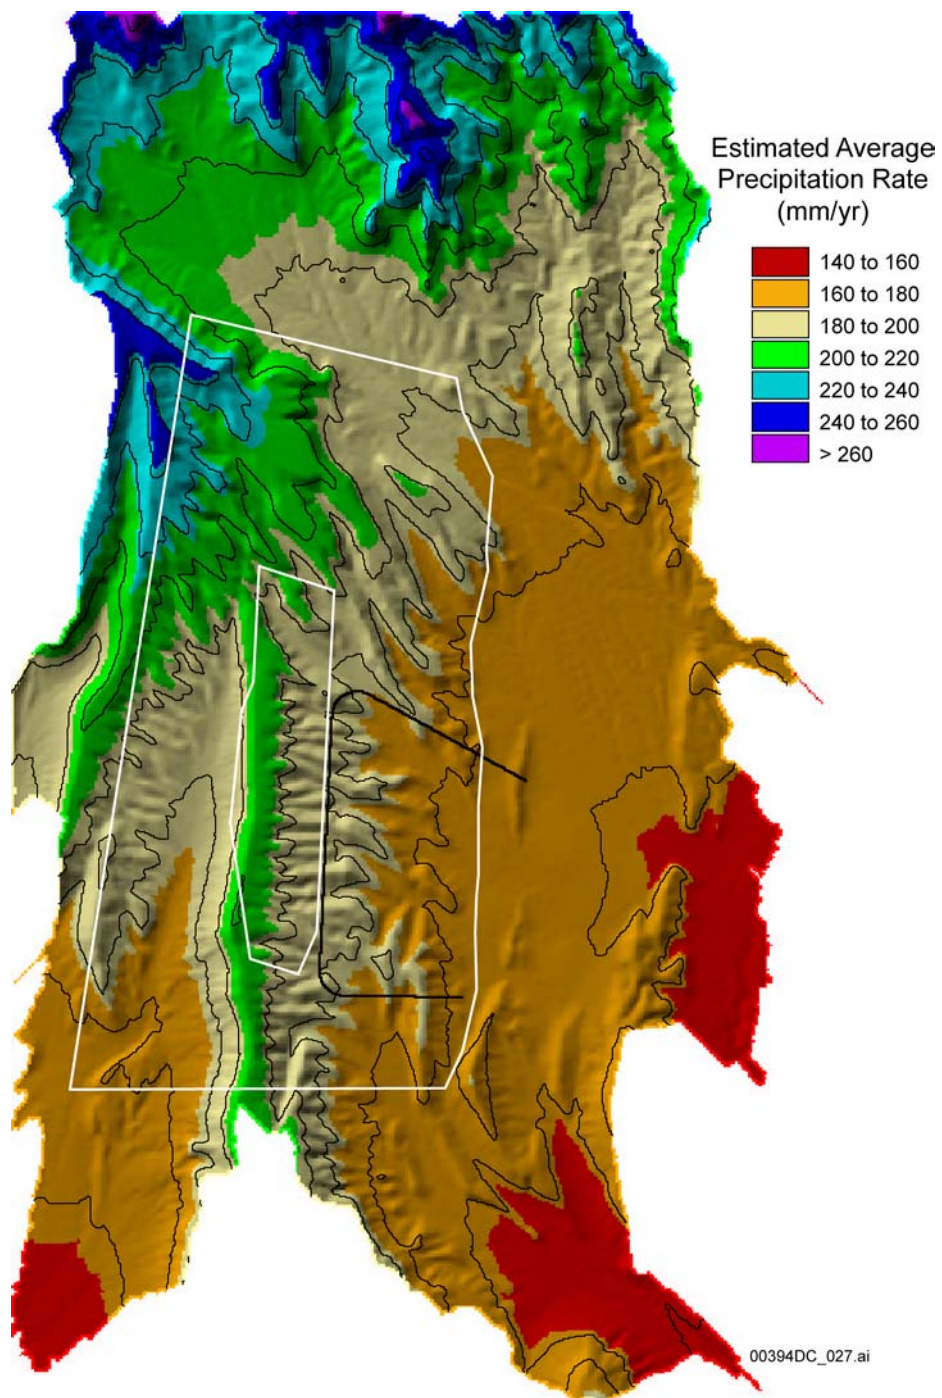 Estimated Average
Precipitation Rate
(mm/yr)
140 to 160
160 to 180
180 to 200
200 to 220
220 to 240
240 to 260
> 260
00394DC_027.ai